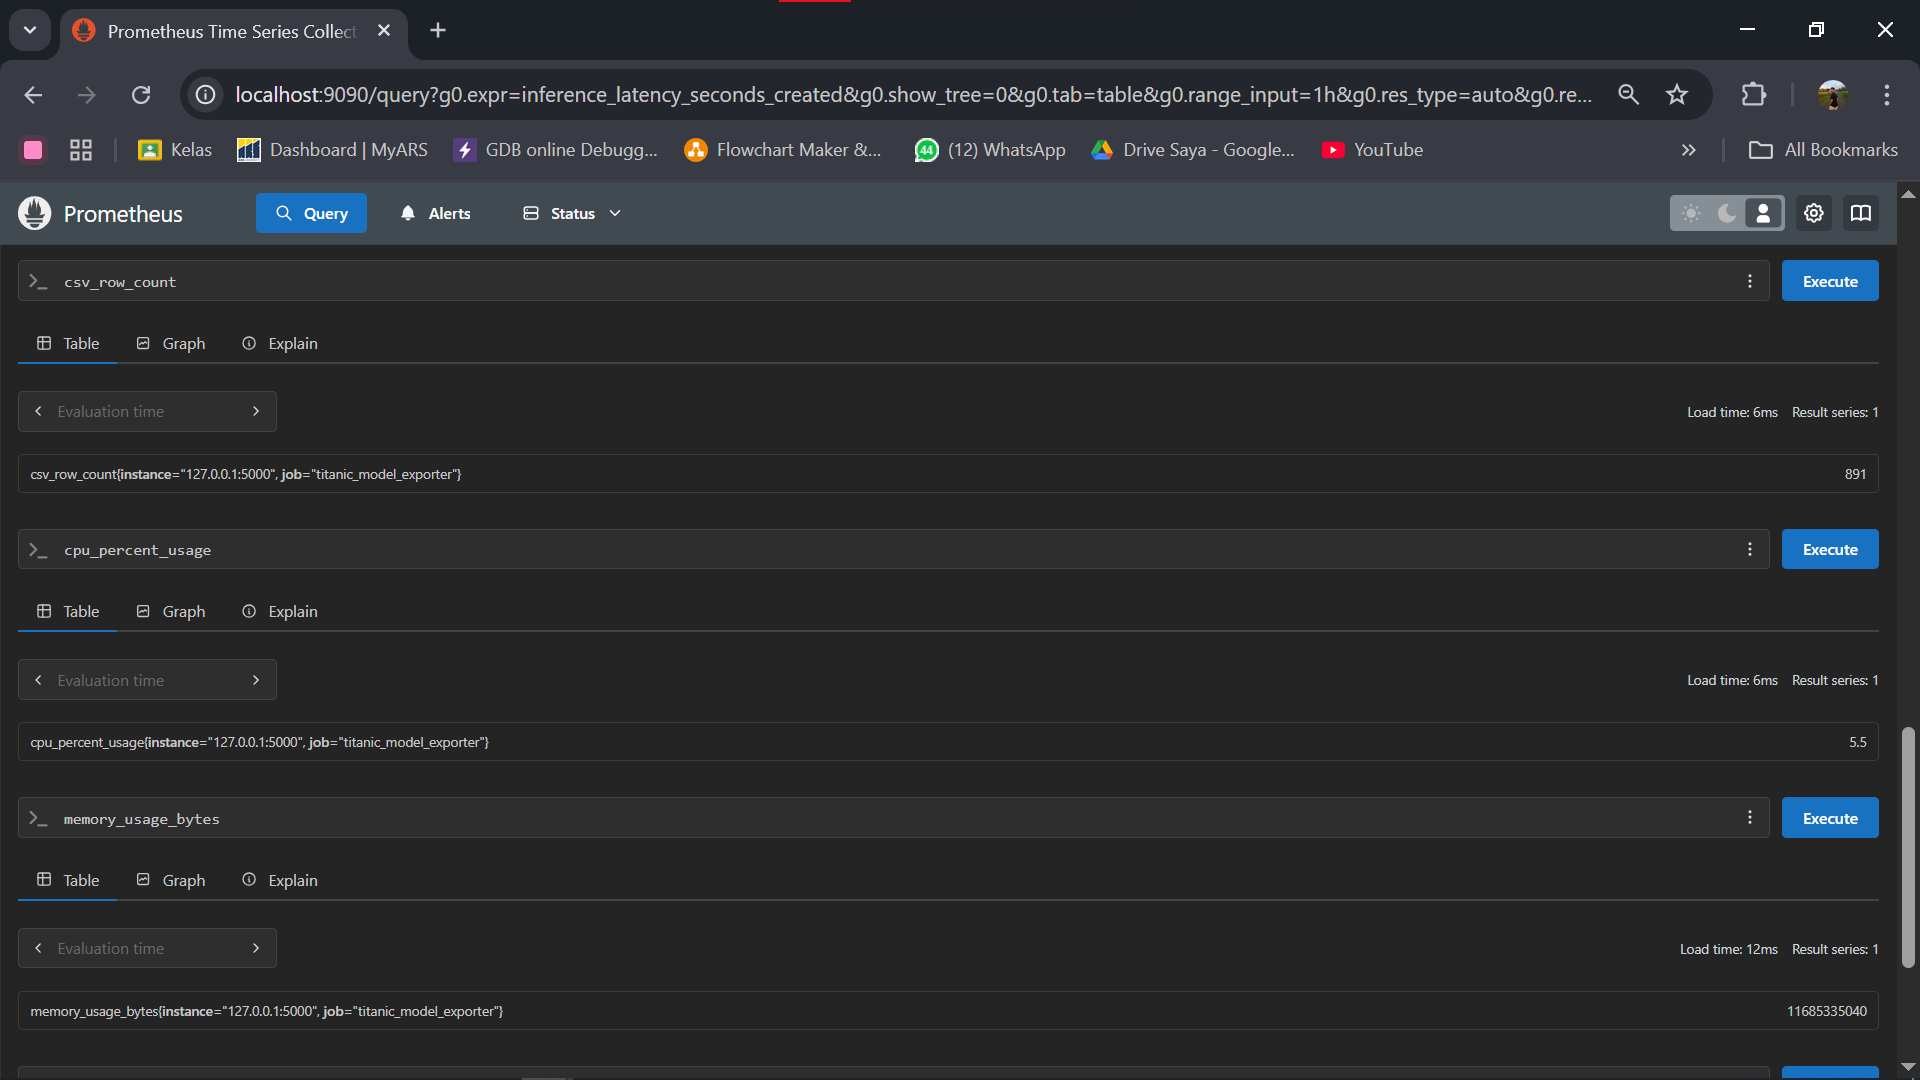 Prometheus Time Series Collect
localhost:9090/query?g0.expr=inference_latency_seconds_created&g0.show_tree=0&g0.tab=table&g0.range_input=1h&g0.res_type=auto&g0.re...
Kelas
Dashboard | MyARS
GDB online Debugg...
Flowchart Maker &...
44
(12) WhatsApp
Drive Saya - Google...
YouTube
All Bookmarks
Prometheus
Query
Alerts
Status
csv_row_count
Execute
Table
Graph
Explain
Evaluation time
Load time: 6ms
Result series: 1
csv_row_count{instance="127.0.0.1:5000", job="titanic_model_exporter"}
891
cpu_percent_usage
Execute
Table
Graph
Explain
Evaluation time
Load time: 6ms
Result series: 1
cpu_percent_usage{instance="127.0.0.1:5000", job="titanic_model_exporter"}
5.5
memory_usage_bytes
Execute
Table
Graph
Explain
Evaluation time
Load time: 12ms
Result series: 1
memory_usage_bytes{instance="127.0.0.1:5000", job="titanic_model_exporter"}
11685335040